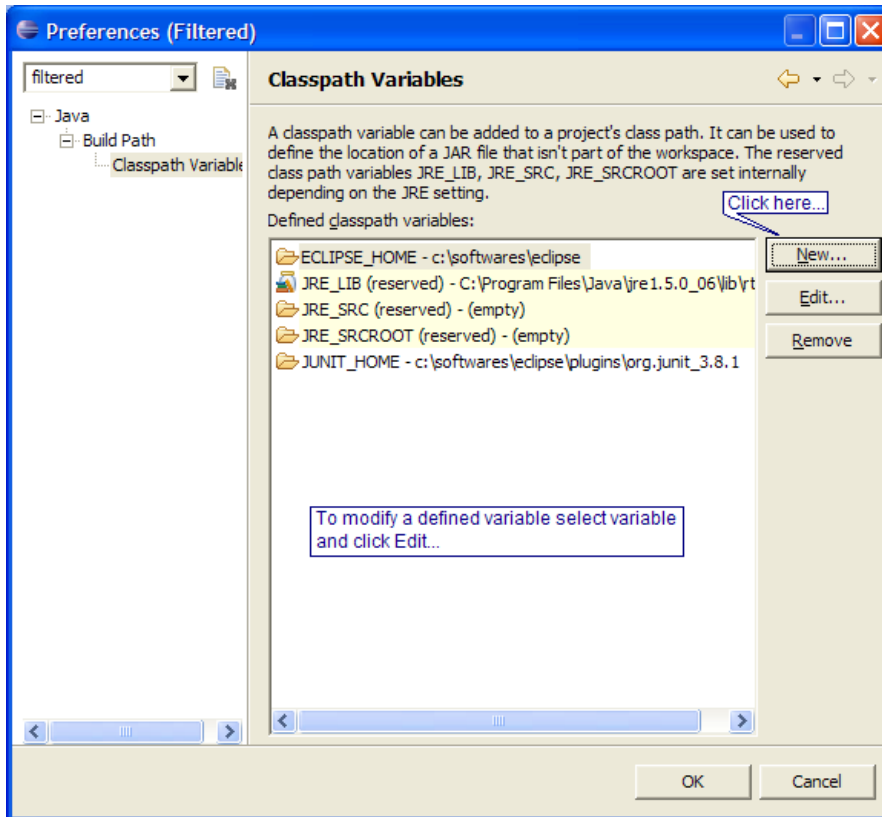 Preferences (Filtered)
filtered
Classpath Variables
Java
Build Path
Classpath Variable
A classpath variable can be added to a project's class path. It can be used to
define the location of a JAR file that isn't part of the workspace. The reserved
class path variables JRE_LIB, JRE_SRC, JRE_SRCROOT are set internally
depending on the JRE setting.
Click here...
Defined classpath variables:
ECLIPSE_HOME - c:\softwares\eclipse
JRE_LIB (reserved) - C:\Program Files\Java\jre1.5.0_06\lib\rt
JRE_SRC (reserved) - (empty)
JRE_SRCROOT (reserved) - (empty)
JUNIT_HOME - c:\softwares\eclipse\plugins\org.junit_3.8.1
New...
Edit...
Remove
To modify a defined variable select variable
and click Edit...
OK
Cancel